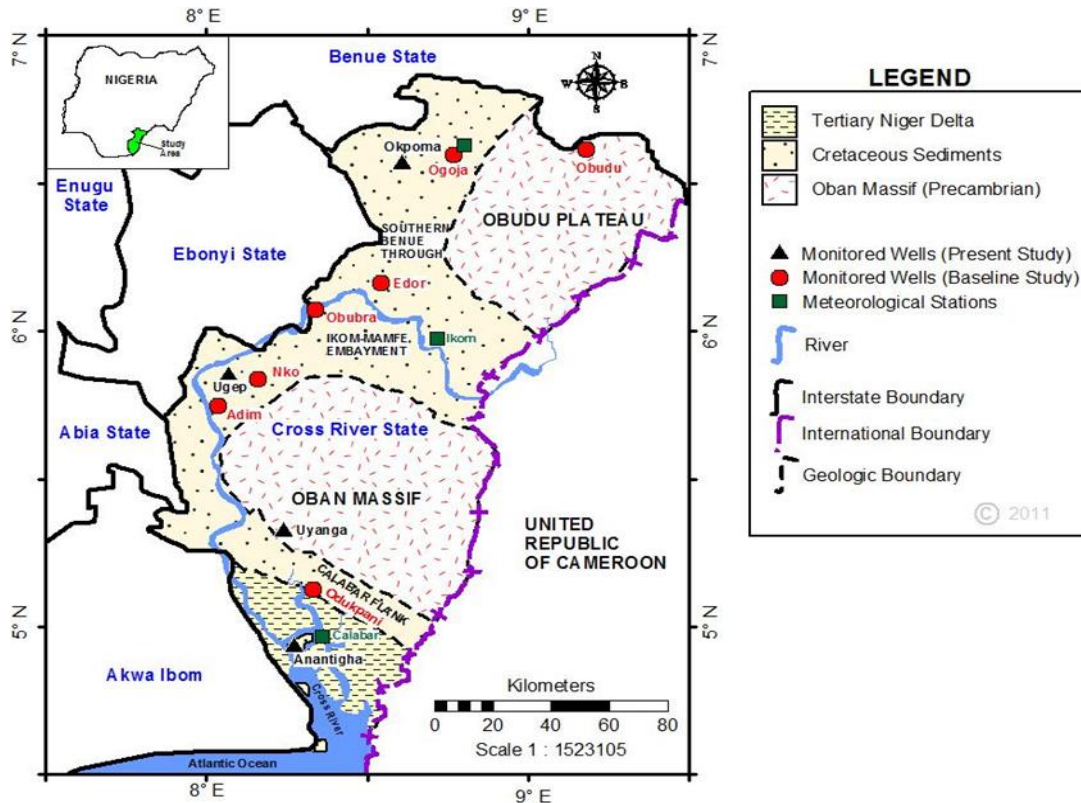 8° E
9° E
7° N
7° N
Benue State
NIGERIA
Study
Area
N
W
S
Okpoma
Ogoja
Obudu
Enugu
State
OBUDU PLATEAU
SOUTHERN
BENUE
THROUGH
Ebonyi State
Edor
Obubra
6° N
6° N
IKOM-MAMFE
EMBAYMENT
Ikom
Ugep
Nko
Adim
Abia State
Cross River State
OBAN MASSIF
Uyanga
UNITED
REPUBLIC
OF CAMEROON
CALABAR FLANK
Odukpani
5° N
5° N
Calabar
Anantigha
Akwa Ibom
Cross River
Kilometers
0 10 20 40 60 80
Scale 1 : 1523105
Atlantic Ocean
8° E
9° E
LEGEND
Tertiary Niger Delta
Cretaceous Sediments
Oban Massif (Precambrian)
Monitored Wells (Present Study)
Monitored Wells (Baseline Study)
Meteorological Stations
River
Interstate Boundary
International Boundary
Geologic Boundary
© 2011